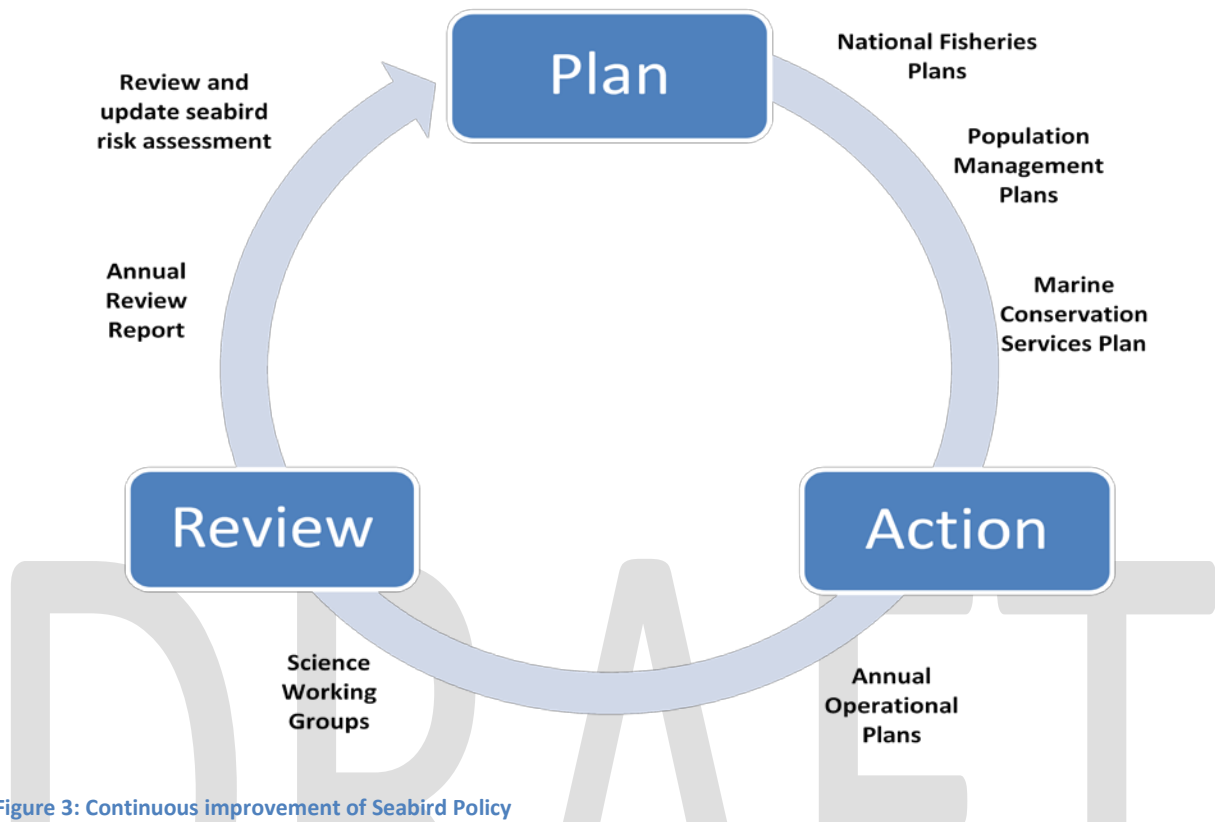 Plan
National Fisheries
Plans
Population
Management
Plans
Marine
Conservation
Services Plan
Action
Annual
Operational
Plans
Science
Working
Groups
Review
Annual
Review
Report
Review and
update seabird
risk assessment
DRAFT
Figure 3: Continuous improvement of Seabird Policy